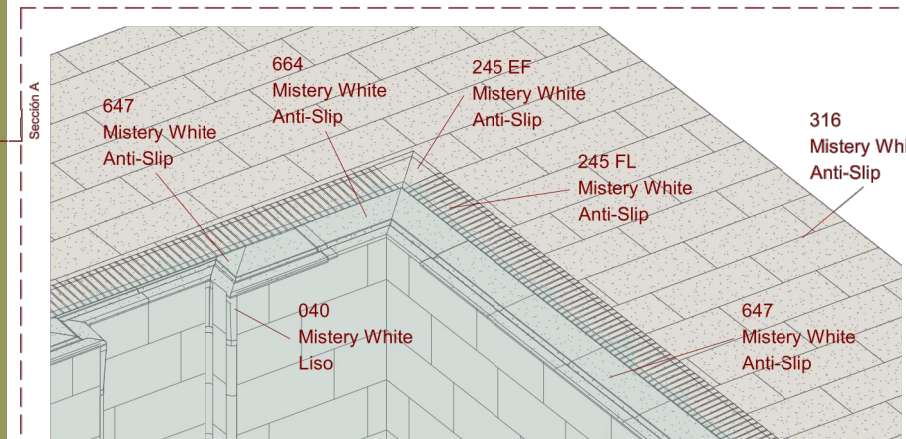 Sección A
647
Mistery White
Anti-Slip
664
Mistery White
Anti-Slip
245 EF
Mistery White
Anti-Slip
245 FL
Mistery White
Anti-Slip
316
Mistery Whi
Anti-Slip
040
Mistery White
Liso
647
Mistery White
Anti-Slip